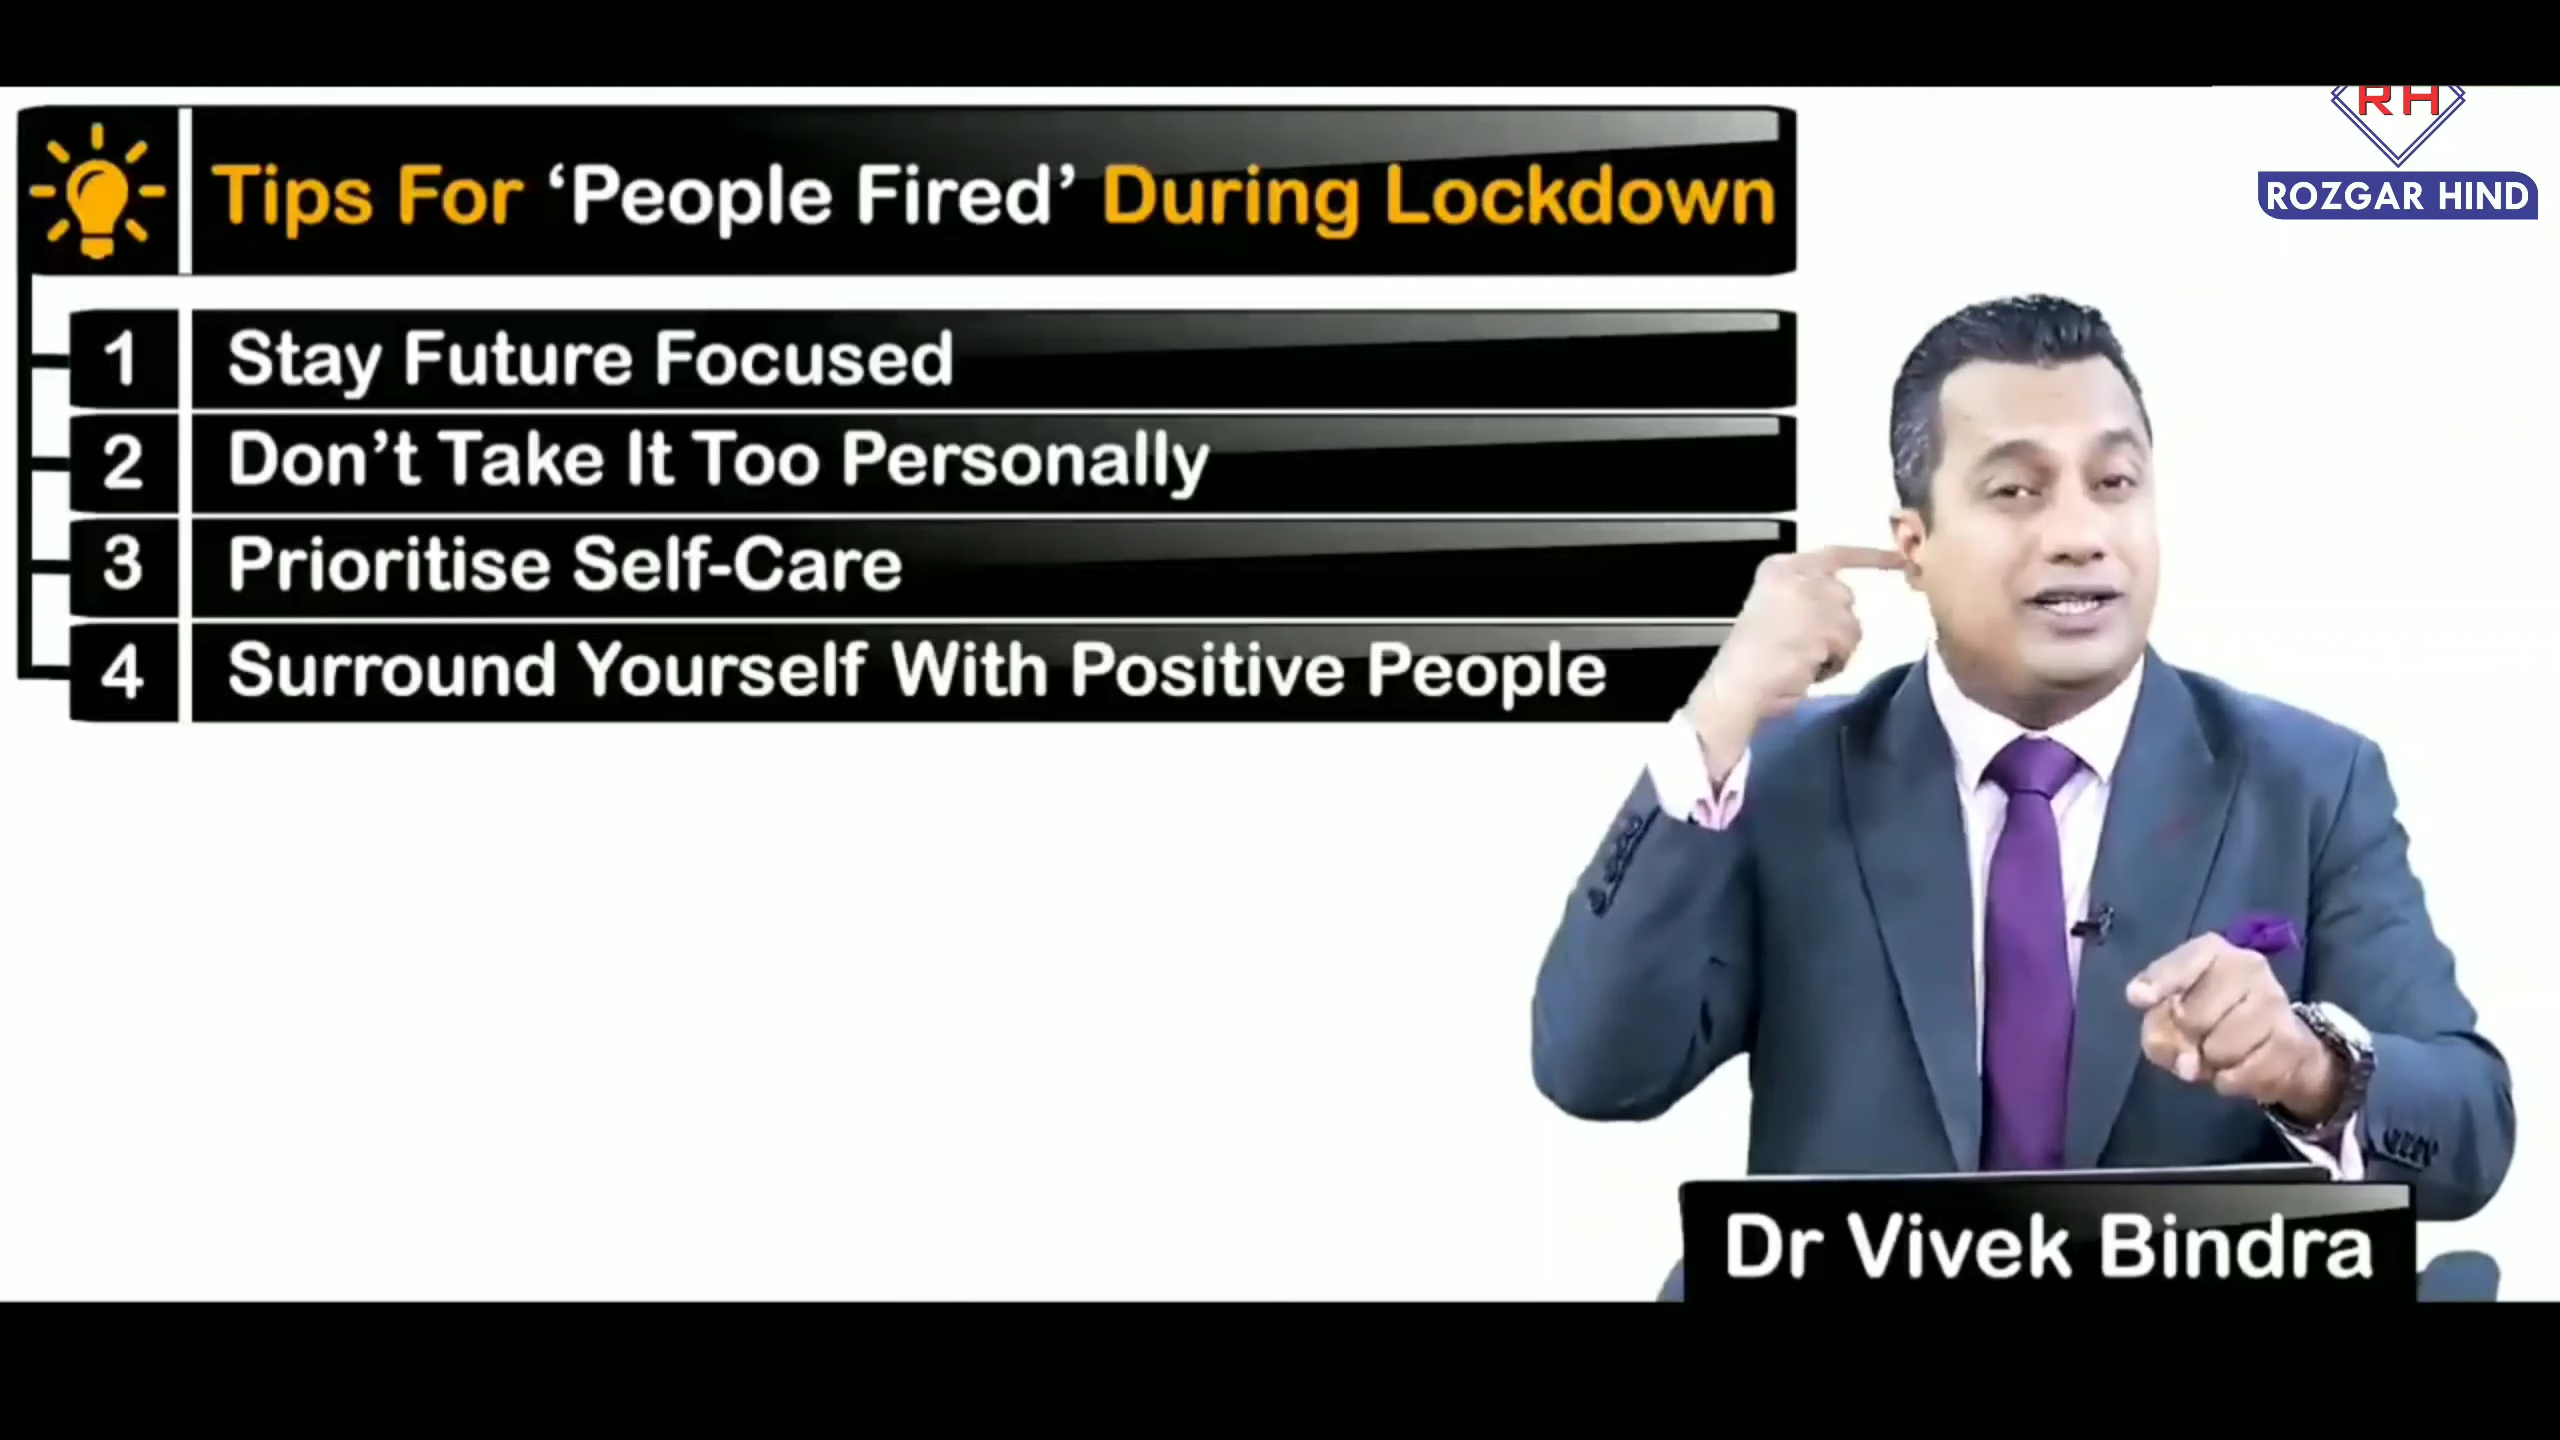 RH
ROZGAR HIND
Tips For ‘People Fired’ During Lockdown
1 Stay Future Focused
2 Don’t Take It Too Personally
3 Prioritise Self-Care
4 Surround Yourself With Positive People
Dr Vivek Bindra